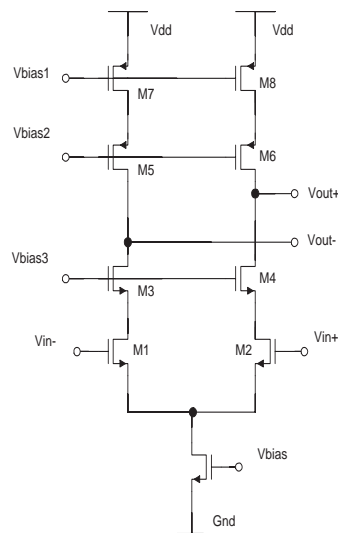 Vdd Vdd
Vbias1
M7 M8
Vbias2
M5 M6
Vout+
Vout-
Vbias3
M3 M4
Vin- M1 M2 Vin+
Vbias
Gnd